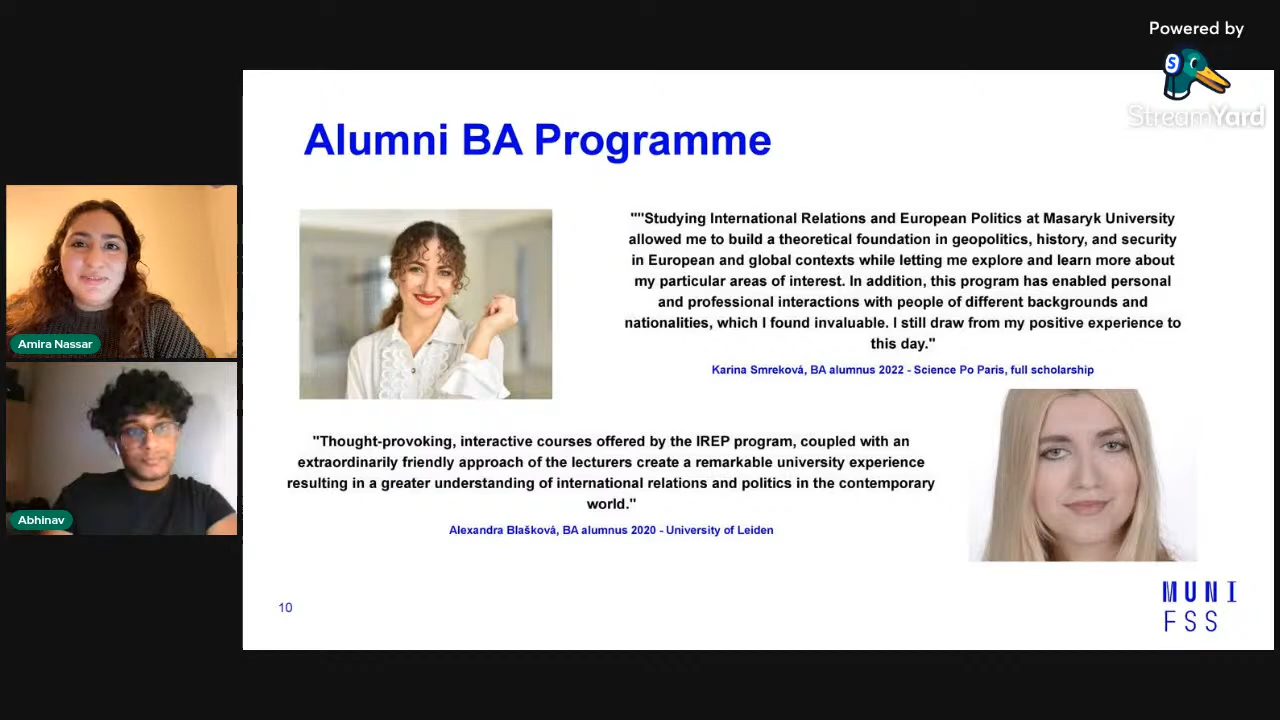 Powered by
S
StreamYard
Alumni BA Programme
""Studying International Relations and European Politics at Masaryk University
allowed me to build a theoretical foundation in geopolitics, history, and security
in European and global contexts while letting me explore and learn more about
my particular areas of interest. In addition, this program has enabled personal
and professional interactions with people of different backgrounds and
nationalities, which I found invaluable. I still draw from my positive experience to
this day."
Karina Smreková, BA alumnus 2022 - Science Po Paris, full scholarship
Amira Nassar
"Thought-provoking, interactive courses offered by the IREP program, coupled with an
extraordinarily friendly approach of the lecturers create a remarkable university experience
resulting in a greater understanding of international relations and politics in the contemporary
world."
Alexandra Blašková, BA alumnus 2020 - University of Leiden
Abhinav
10
MUNI
FSS